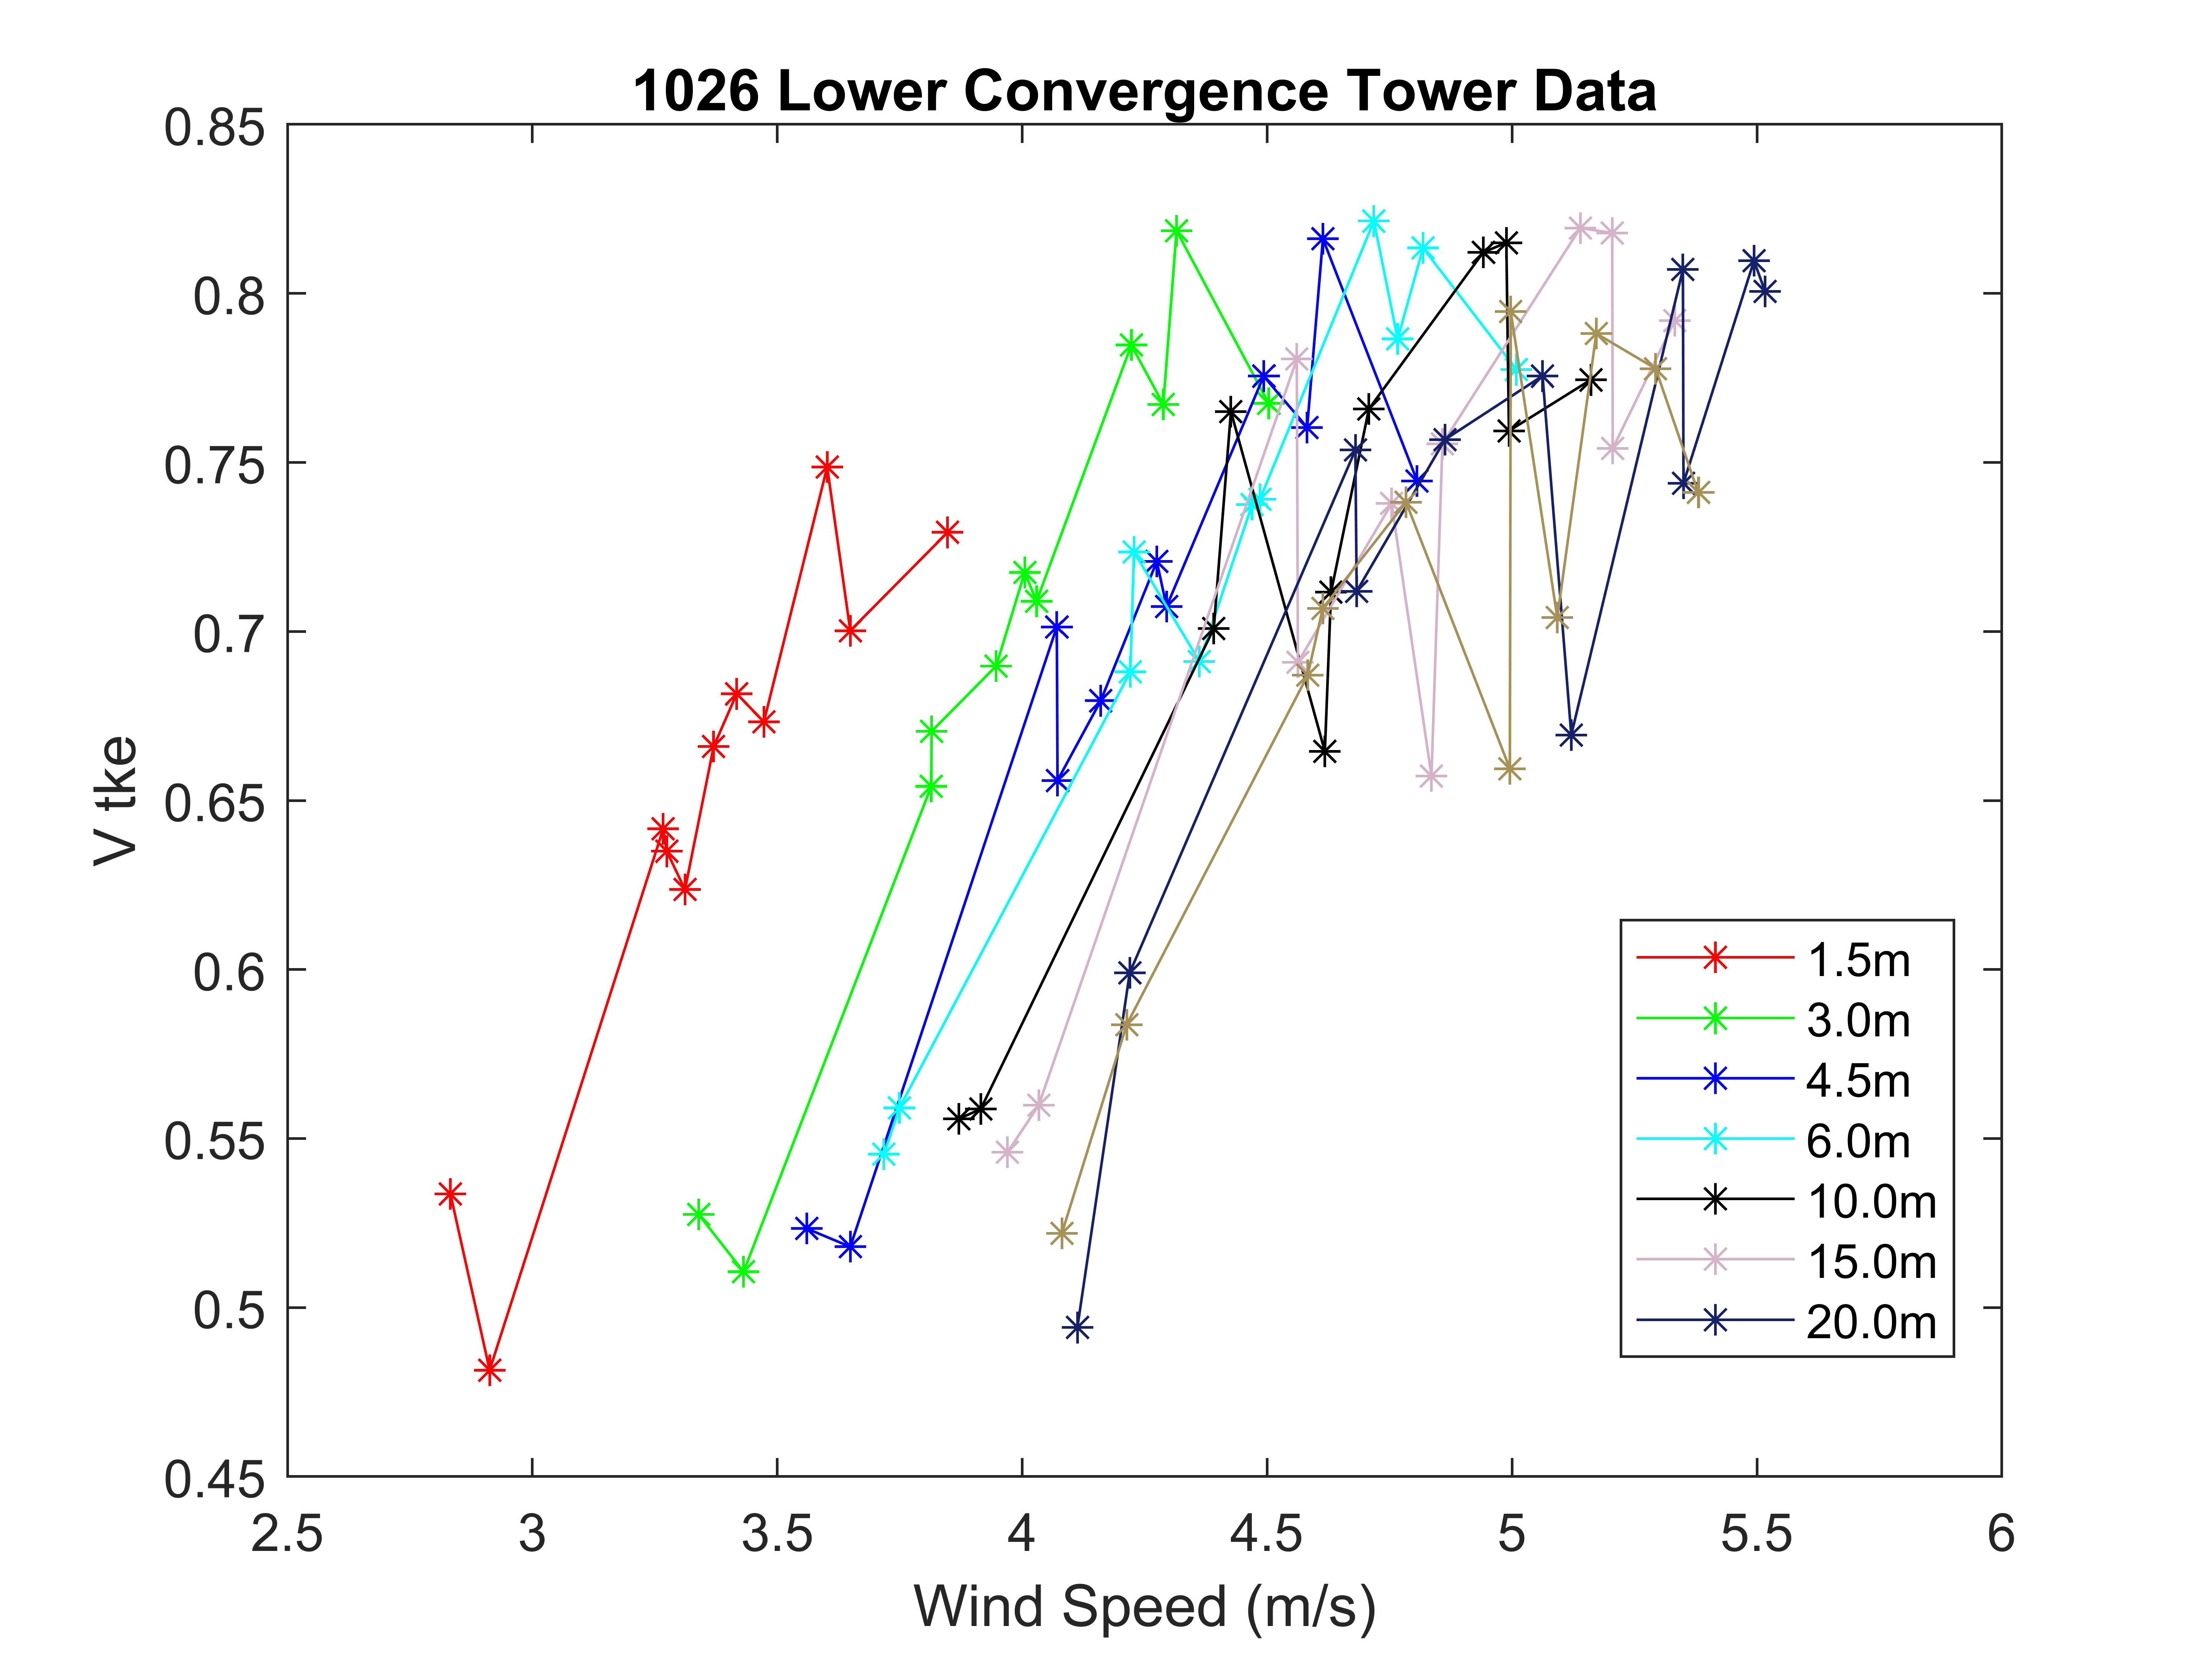 1026 Lower Convergence Tower Data
0.85
0.8
0.75
0.7
0.65
0.6
0.55
0.5
0.45
V tke
2.5 3 3.5 4 4.5 5 5.5 6
Wind Speed (m/s)
1.5m
3.0m
4.5m
6.0m
10.0m
15.0m
20.0m